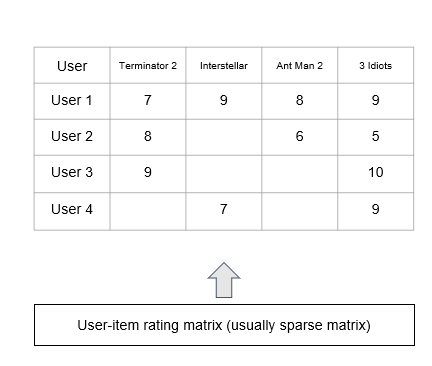 User Terminator 2 Interstellar Ant Man 2 3 Idiots
User 1 7 9 8 9
User 2 8 6 5
User 3 9 10
User 4 7 9
User-item rating matrix (usually sparse matrix)